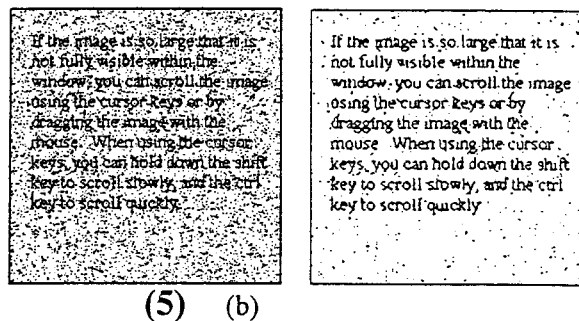 If the image is so large that it is
not fully visible within the
window, you can scroll the image
using the cursor keys or by
dragging the image with the
mouse. When using the cursor
keys, you can hold down the shift
key to scroll slowly, and the ctrl
key to scroll quickly.
If the image is so large that it is
not fully visible within the
window, you can scroll the image
using the cursor keys or by
dragging the image with the
mouse. When using the cursor
keys, you can hold down the shift
key to scroll slowly, and the ctrl
key to scroll quickly
(5) (b)